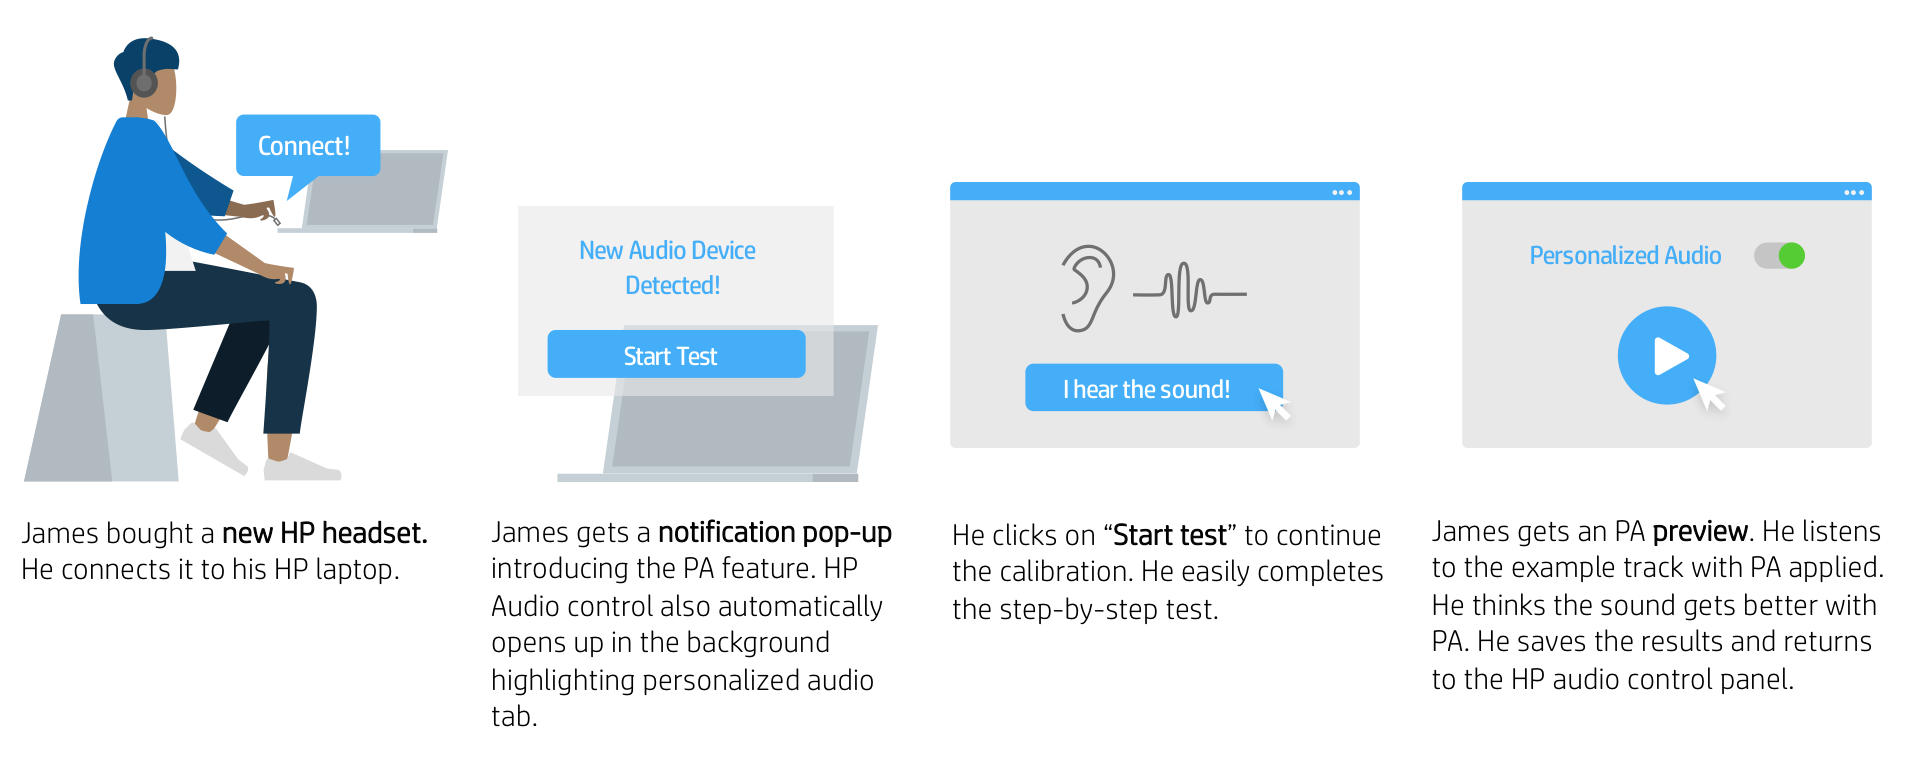 Connect!
New Audio Device
Detected!
Start Test
I hear the sound!
Personalized Audio
James bought a new HP headset.
He connects it to his HP laptop.
James gets a notification pop-up
introducing the PA feature. HP
Audio control also automatically
opens up in the background
highlighting personalized audio
tab.
He clicks on “Start test” to continue
the calibration. He easily completes
the step-by-step test.
James gets an PA preview. He listens
to the example track with PA applied.
He thinks the sound gets better with
PA. He saves the results and returns
to the HP audio control panel.